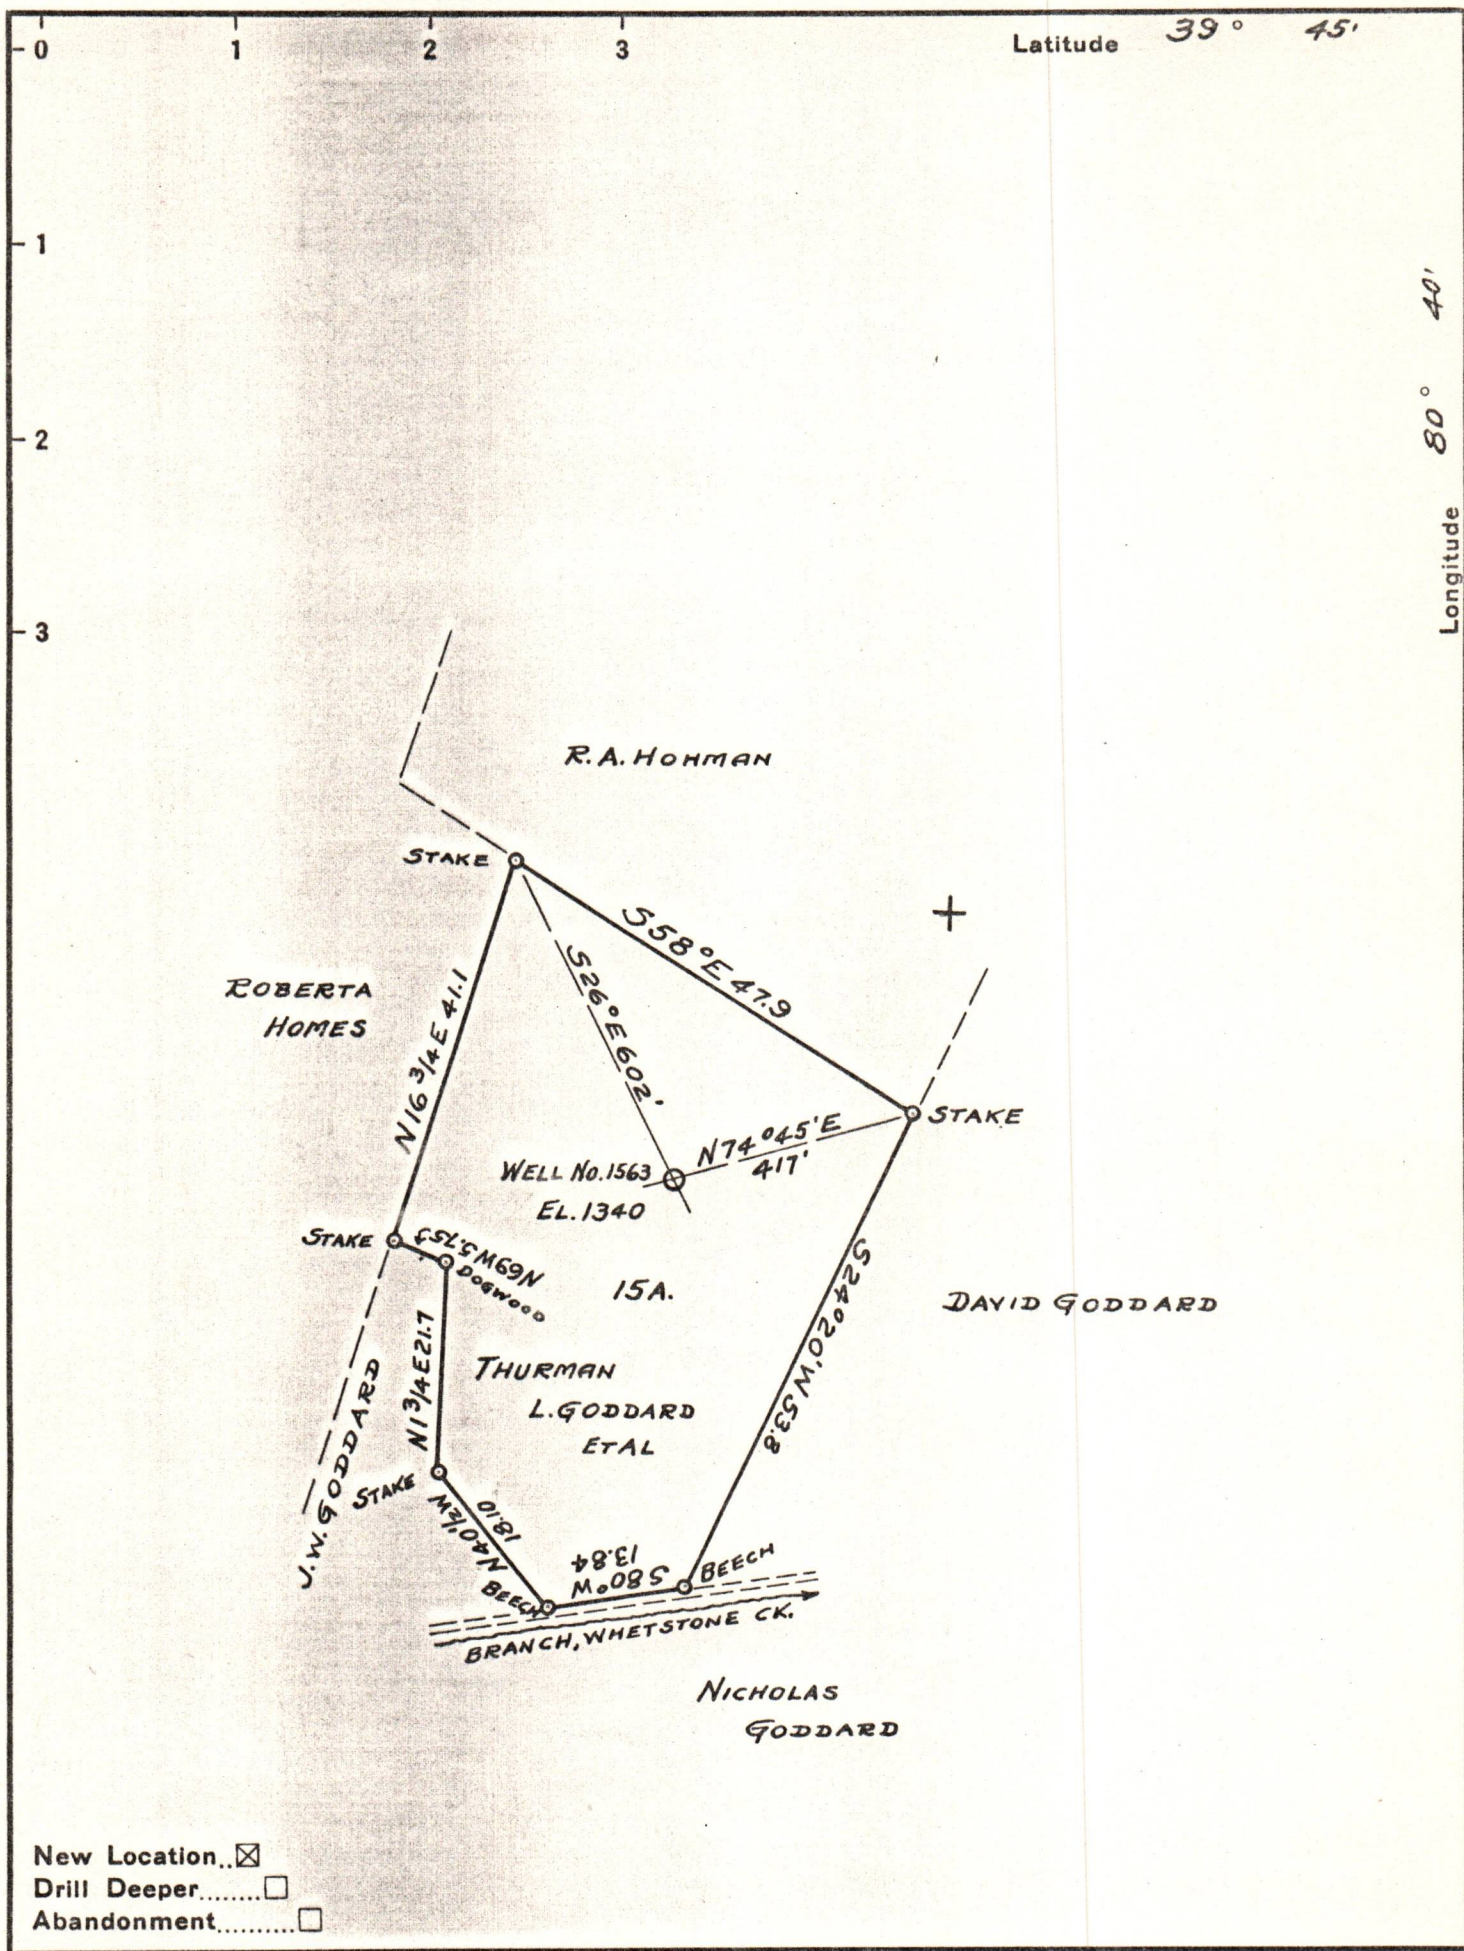 0 1 2 3
Latitude 39° 45'
1
2
3
Longitude 80° 40'
R.A. HOHMAN
STAKE
S58°E 47.9
S26°E 602'
ROBERTA
HOMES
N16 3/4 E 41.1
STAKE
N74°45'E
417'
WELL No. 1563
EL. 1340
STAKE
N69W 5.75
DOGWOOD
15A.
S24°20'W 53.8
DAVID GODDARD
N1 3/4 E 21.7
THURMAN
L. GODDARD
ETAL
J.W. GODDARD
STAKE
N40 1/2 W
18.10
S80°W
13.84
BEECH
BEECH
BRANCH, WHETSTONE CK.
NICHOLAS
GODDARD
New Location..☒
Drill Deeper........☐
Abandonment..........☐